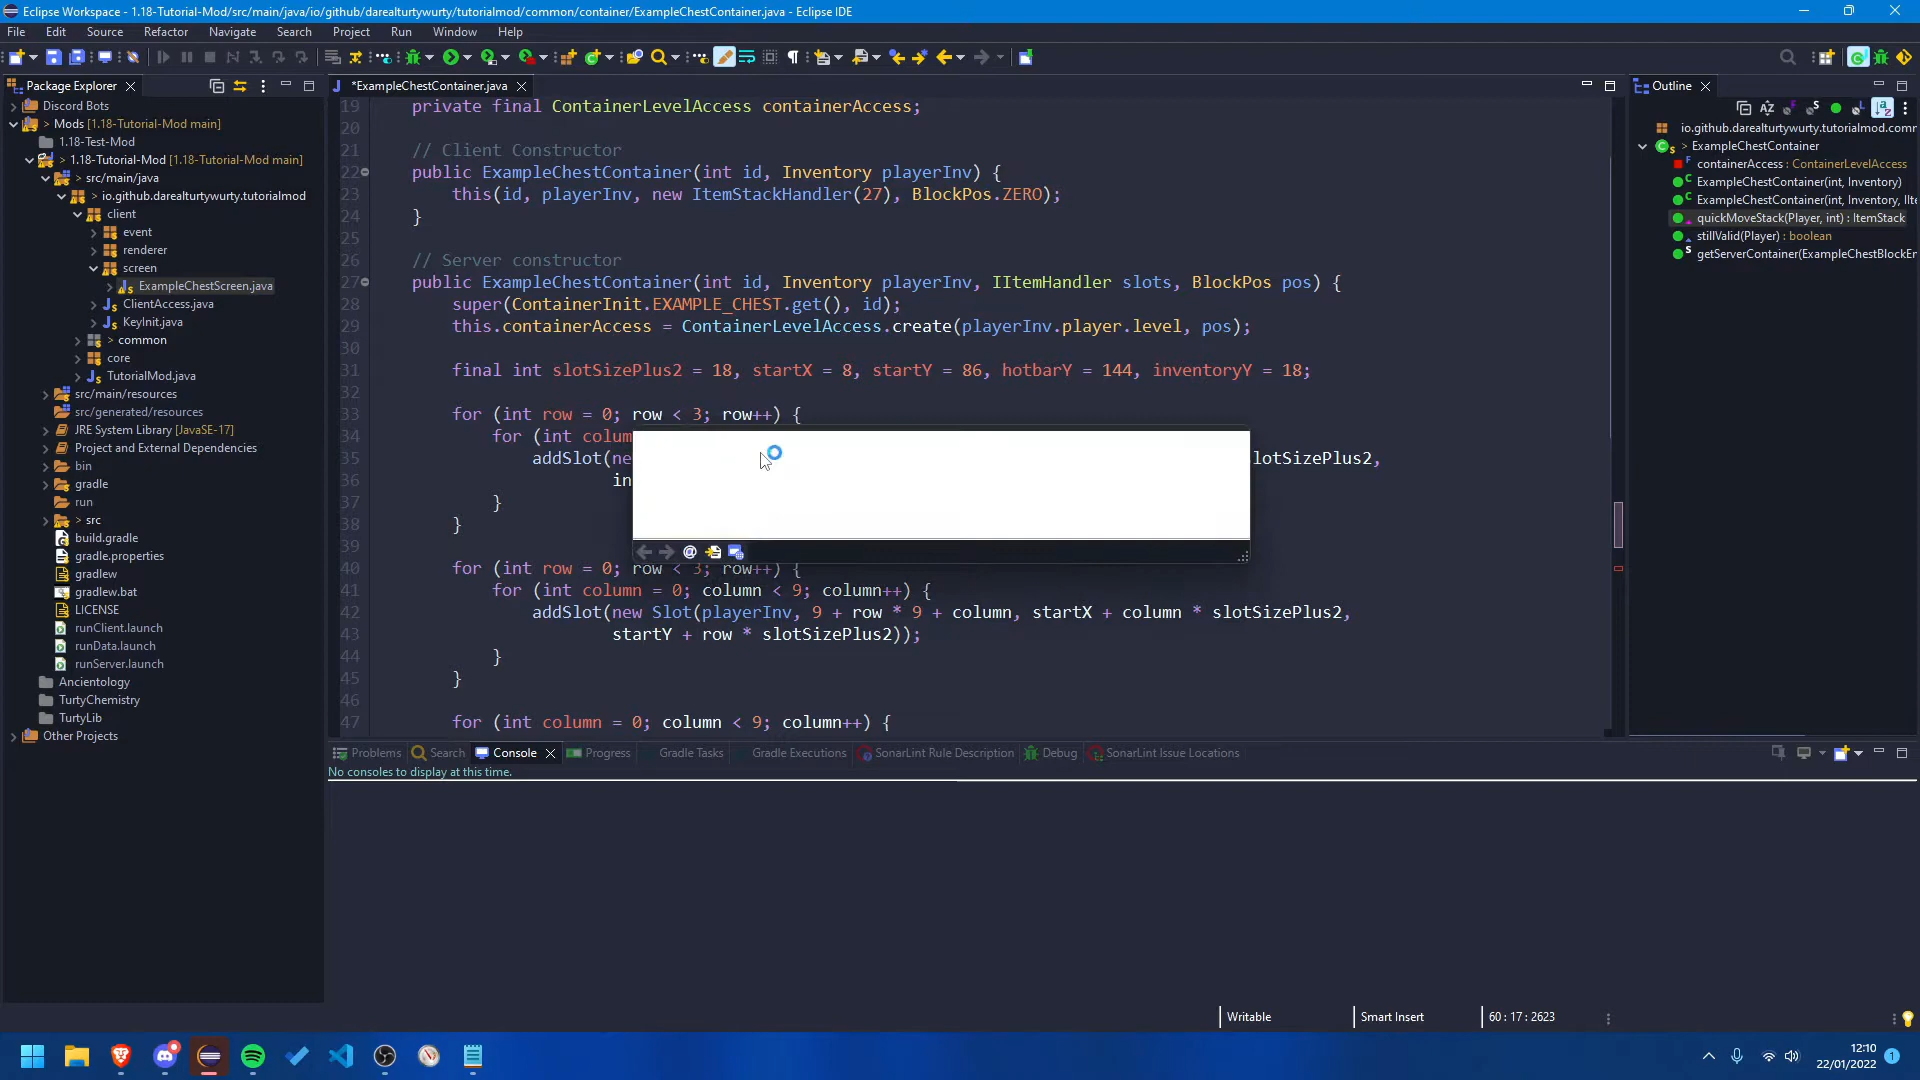 Eclipse Workspace - 1.18-Tutorial-Mod/src/main/java/io/github/darealturtywurty/tutorialmod/common/container/ExampleChestContainer.java - Eclipse IDE
File Edit Source Refactor Navigate Search Project Run Window Help
Package Explorer
Discord Bots
Mods [1.18-Tutorial-Mod main]
1.18-Test-Mod
> 1.18-Tutorial-Mod [1.18-Tutorial-Mod main]
src/main/java
> io.github.darealturtywurty.tutorialmod
client
event
renderer
screen
ExampleChestScreen.java
ClientAccess.java
KeyInit.java
> common
core
TutorialMod.java
src/main/resources
src/generated/resources
JRE System Library [JavaSE-17]
Project and External Dependencies
bin
gradle
run
> src
build.gradle
gradle.properties
gradlew
gradlew.bat
LICENSE
runClient.launch
runData.launch
runServer.launch
Ancientology
TurtyChemistry
TurtyLib
Other Projects
*ExampleChestContainer.java
19 private final ContainerLevelAccess containerAccess;
20
21 // Client Constructor
22 public ExampleChestContainer(int id, Inventory playerInv) {
23 this(id, playerInv, new ItemStackHandler(27), BlockPos.ZERO);
24 }
25
26 // Server constructor
27 public ExampleChestContainer(int id, Inventory playerInv, IItemHandler slots, BlockPos pos) {
28 super(ContainerInit.EXAMPLE_CHEST.get(), id);
29 this.containerAccess = ContainerLevelAccess.create(playerInv.player.level, pos);
30
31 final int slotSizePlus2 = 18, startX = 8, startY = 86, hotbarY = 144, inventoryY = 18;
32
33 for (int row = 0; row < 3; row++) {
34 for (int colum
35 addSlot(ne lotSizePlus2,
36 in
37 }
38 }
39
40 for (int row = 0; row < 3; row++) {
41 for (int column = 0; column < 9; column++) {
42 addSlot(new Slot(playerInv, 9 + row * 9 + column, startX + column * slotSizePlus2,
43 startY + row * slotSizePlus2));
44 }
45 }
46
47 for (int column = 0; column < 9; column++) {
Outline
io.github.darealturtywurty.tutorialmod.comm
> ExampleChestContainer
containerAccess : ContainerLevelAccess
ExampleChestContainer(int, Inventory)
ExampleChestContainer(int, Inventory, IIte
quickMoveStack(Player, int) : ItemStack
stillValid(Player) : boolean
getServerContainer(ExampleChestBlockEn
Problems Search Console Progress Gradle Tasks Gradle Executions SonarLint Rule Description Debug SonarLint Issue Locations
No consoles to display at this time.
Writable Smart Insert 60 : 17 : 2623
12:10
22/01/2022
1